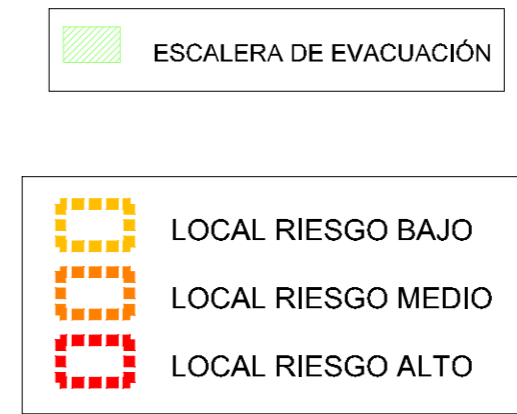 ESCALERA DE EVACUACIÓN
LOCAL RIESGO BAJO
LOCAL RIESGO MEDIO
LOCAL RIESGO ALTO